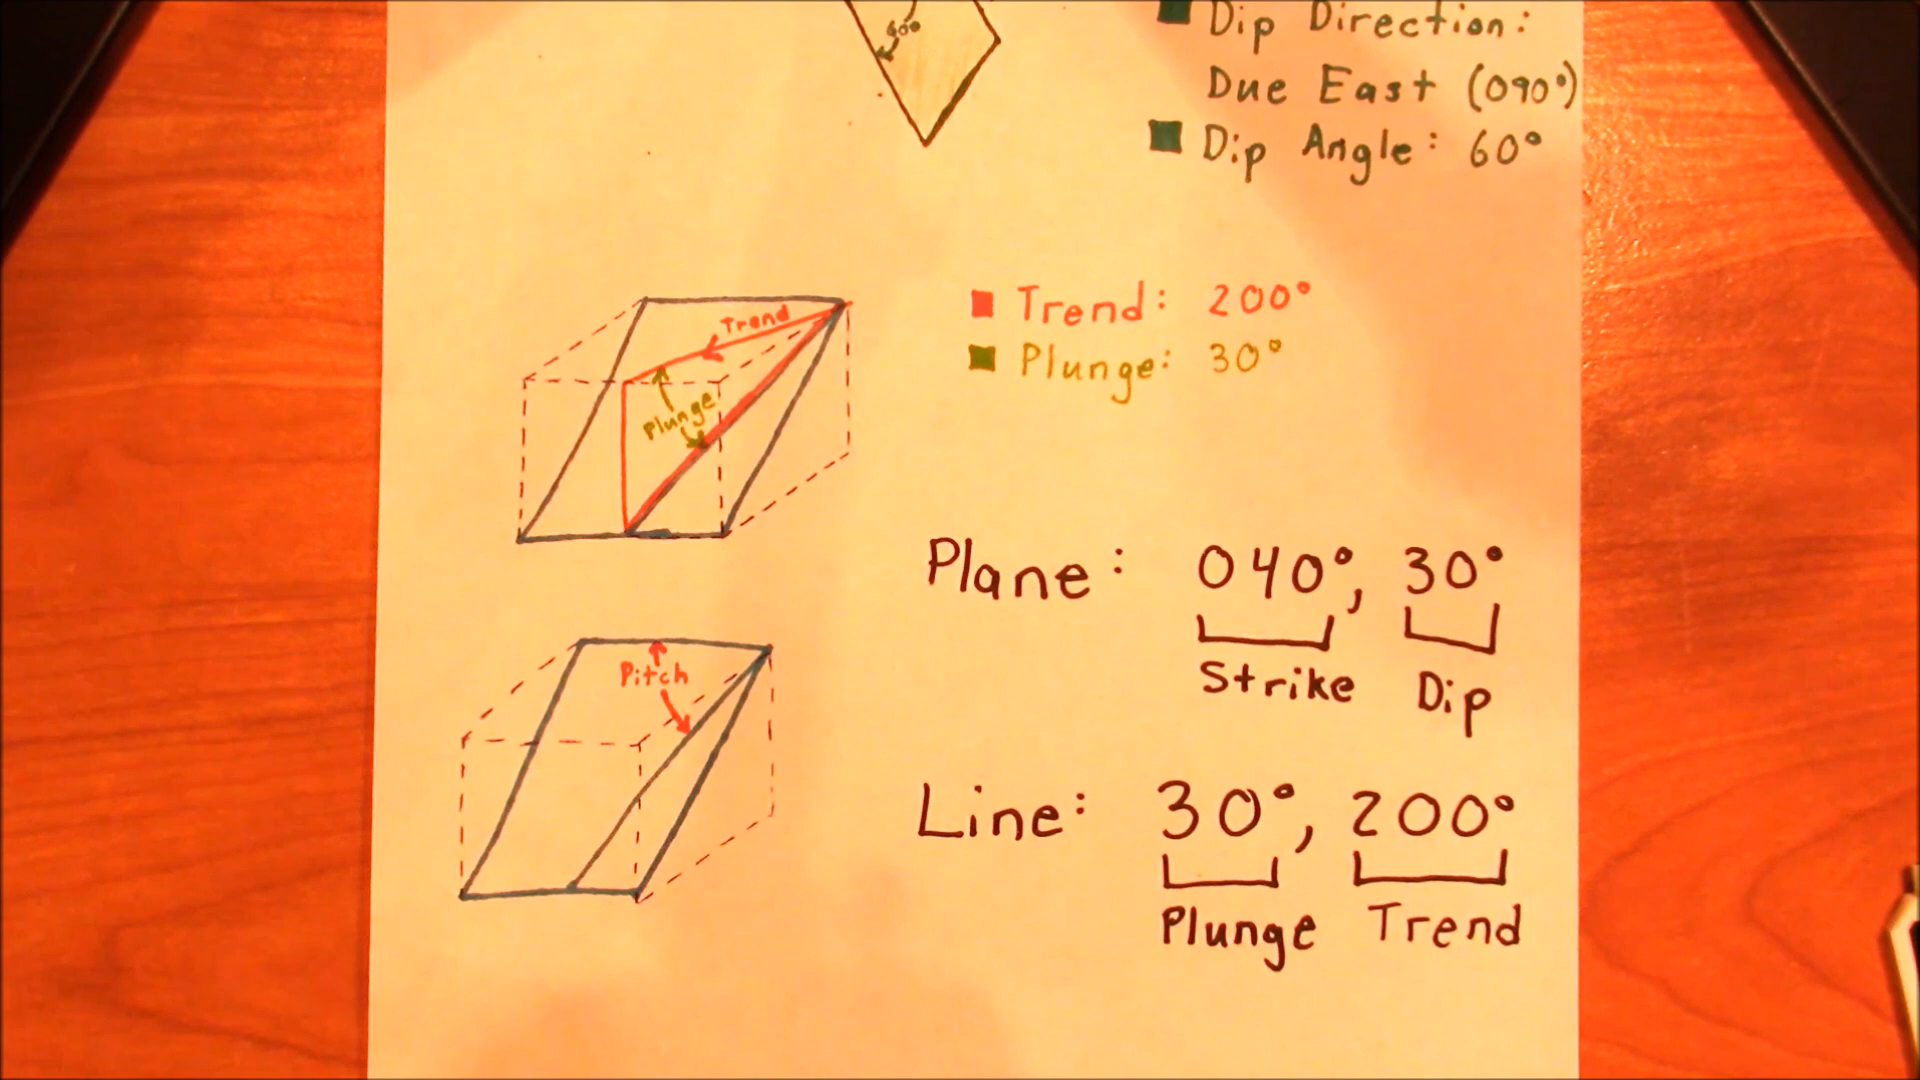 Dip Direction:
Due East (090°)
Dip Angle: 60°
Trend
Plunge
Trend: 200°
Plunge: 30°
Plane: 040°, 30°
Strike Dip
Pitch
Line: 30°, 200°
Plunge Trend